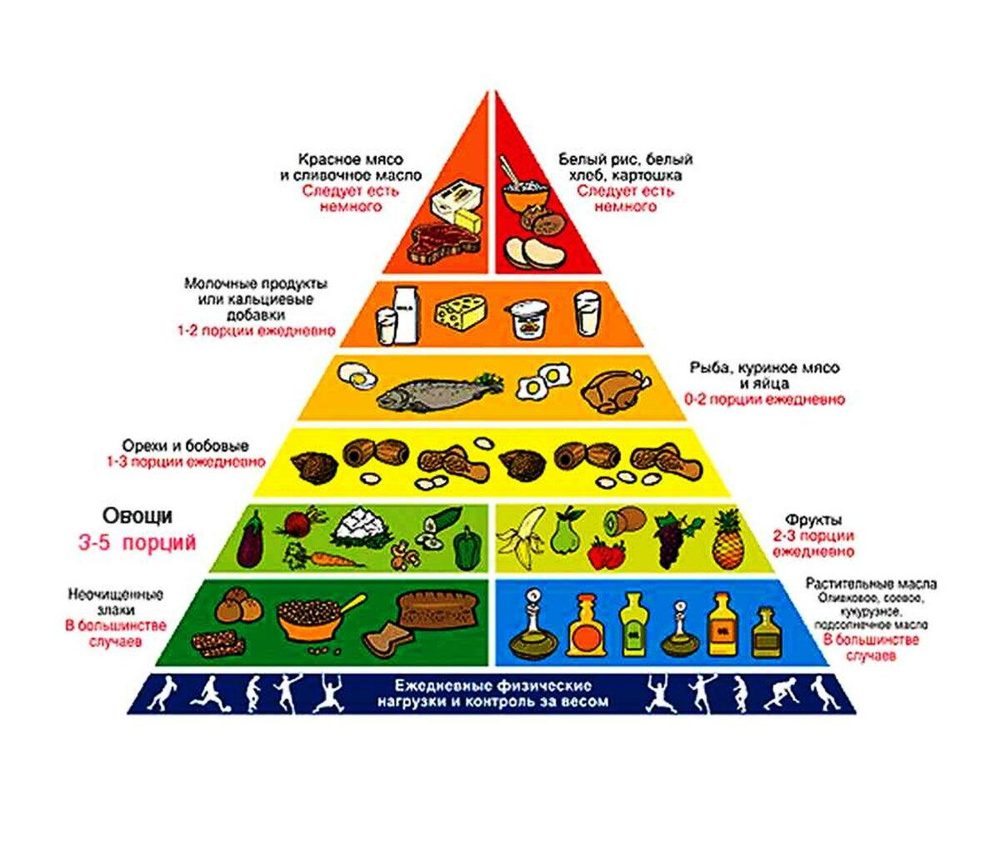 Красное мясо
и сливочное масло
Следует есть
немного
Белый рис, белый
хлеб, картошка
Следует есть
немного
Молочные продукты
или кальциевые
добавки
1-2 порции ежедневно
MILK
Рыба, куриное мясо
и яйца
0-2 порции ежедневно
Орехи и бобовые
1-3 порции ежедневно
Овощи
3-5 порций
Фрукты
2-3 порции
ежедневно
Неочищенные
злаки
В большинстве
случаев
Растительные масла
Оливковое, соевое,
кукурузное,
подсолнечное масло
В большинстве
случаев
Ежедневные физические
нагрузки и контроль за весом